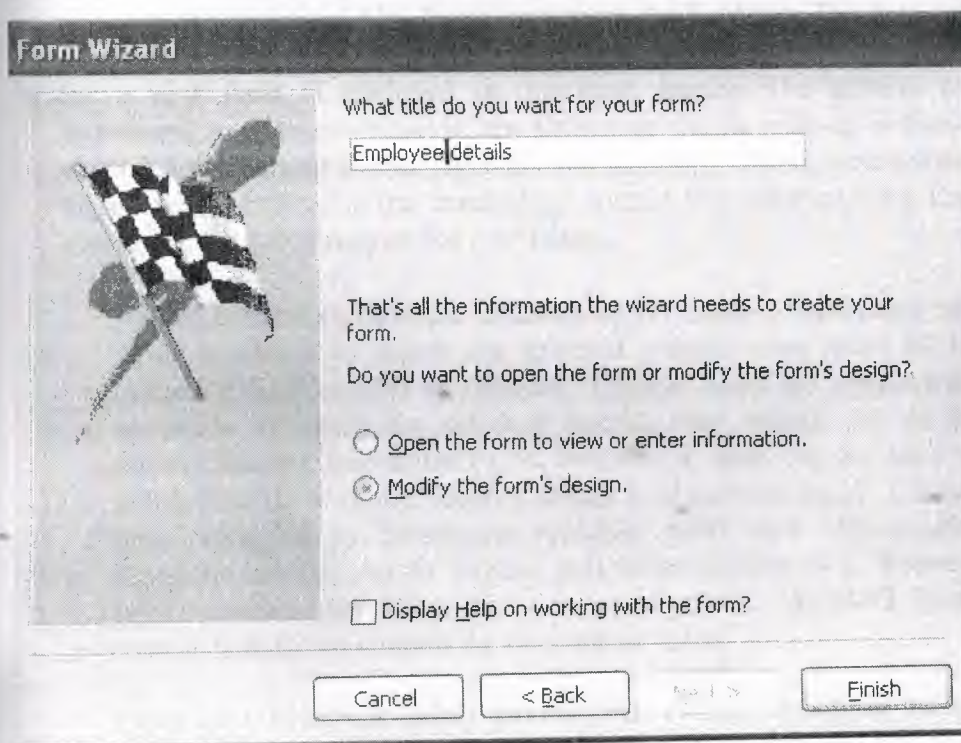 Form Wizard
What title do you want for your form?
Employee details
That's all the information the wizard needs to create your
form.
Do you want to open the form or modify the form's design?
Open the form to view or enter information.
Modify the form's design.
Display Help on working with the form?
Cancel
< Back
Finish